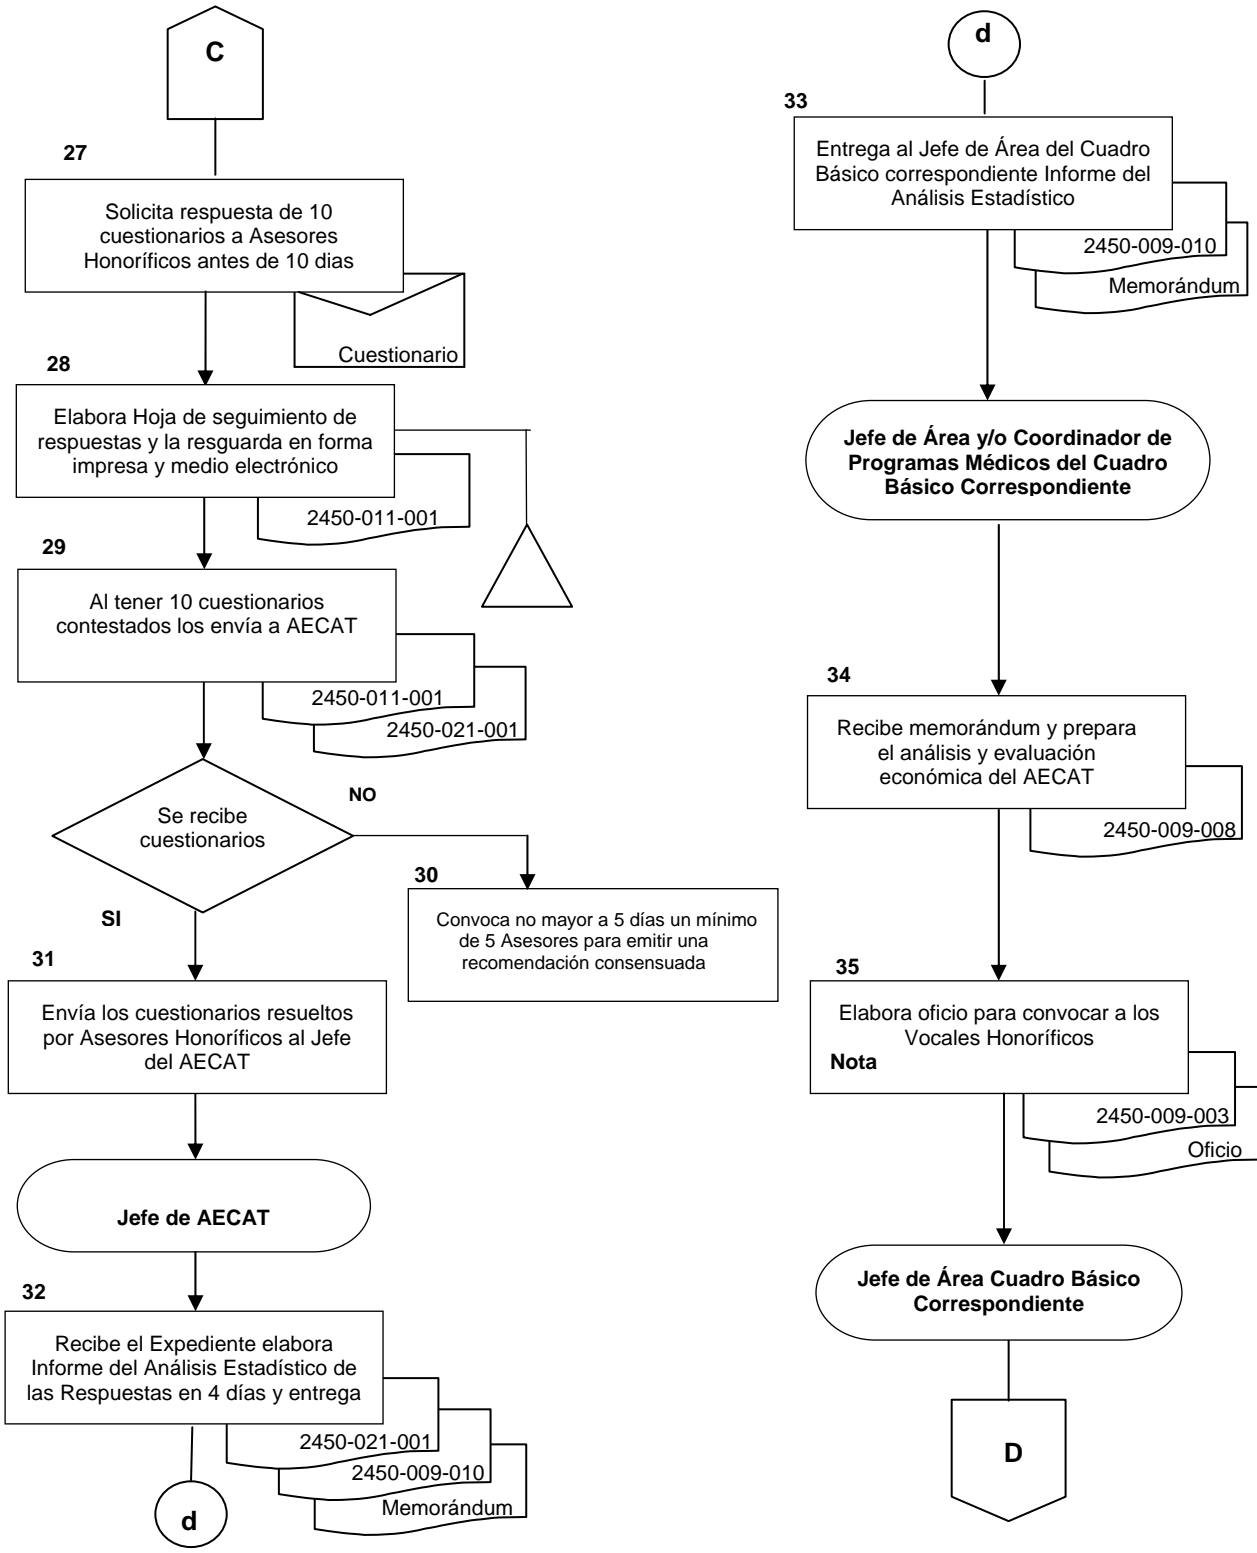 C
27
Solicita respuesta de 10
cuestionarios a Asesores
Honoríficos antes de 10 dias
Cuestionario
28
Elabora Hoja de seguimiento de
respuestas y la resguarda en forma
impresa y medio electrónico
2450-011-001
29
Al tener 10 cuestionarios
contestados los envía a AECAT
2450-011-001
2450-021-001
Se recibe
cuestionarios
NO
SI
30
Convoca no mayor a 5 días un mínimo
de 5 Asesores para emitir una
recomendación consensuada
31
Envía los cuestionarios resueltos
por Asesores Honoríficos al Jefe
del AECAT
Jefe de AECAT
32
Recibe el Expediente elabora
Informe del Análisis Estadístico de
las Respuestas en 4 días y entrega
2450-021-001
2450-009-010
Memorándum
d
d
33
Entrega al Jefe de Área del Cuadro
Básico correspondiente Informe del
Análisis Estadístico
2450-009-010
Memorándum
Jefe de Área y/o Coordinador de
Programas Médicos del Cuadro
Básico Correspondiente
34
Recibe memorándum y prepara
el análisis y evaluación
económica del AECAT
2450-009-008
35
Elabora oficio para convocar a los
Vocales Honoríficos
Nota
2450-009-003
Oficio
Jefe de Área Cuadro Básico
Correspondiente
D